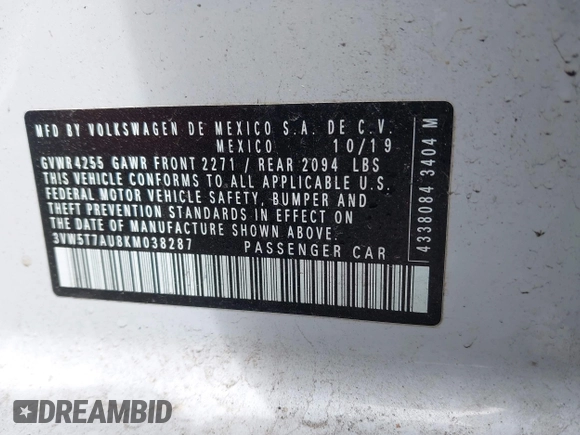 MFD BY VOLKSWAGEN DE MEXICO S.A. DE C.V.
MEXICO 10/19
GVWR4255 GAWR FRONT 2271 / REAR 2094 LBS
THIS VEHICLE CONFORMS TO ALL APPLICABLE U.S.
FEDERAL MOTOR VEHICLE SAFETY, BUMPER AND
THEFT PREVENTION STANDARDS IN EFFECT ON
THE DATE OF MANUFACTURE SHOWN ABOVE.
3VW5T7AU8KM038287 PASSENGER CAR
4338084 3404 M
DREAMBID